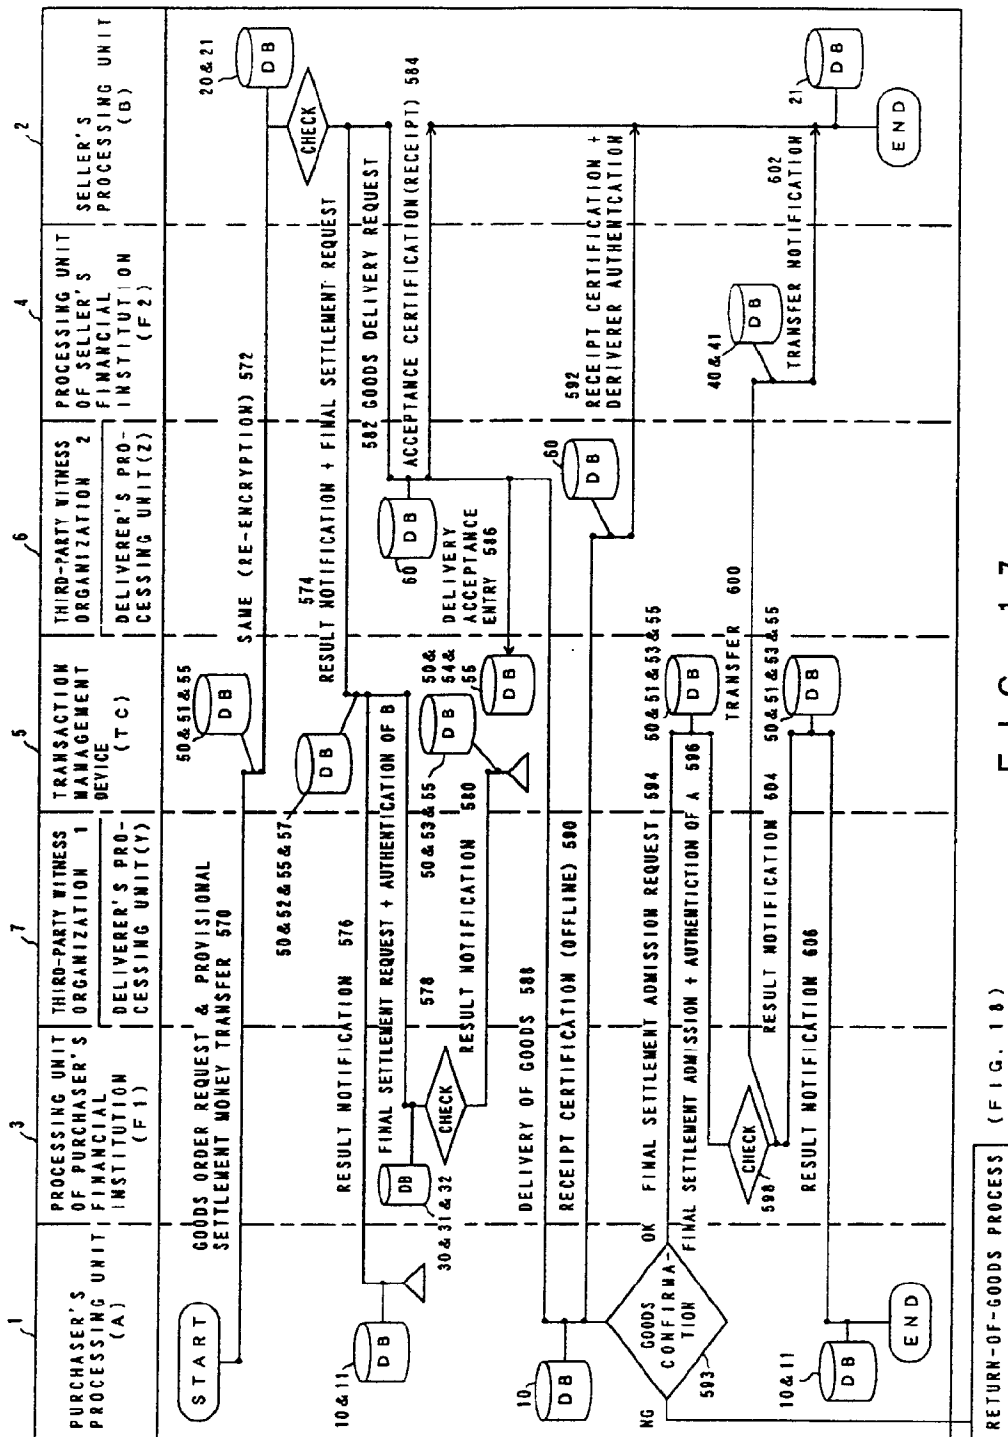 1
PURCHASER'S
PROCESSING UNIT
(A)
3
PROCESSING UNIT
OF PURCHASER'S
FINANCIAL
INSTITUTION
(F1)
7
THIRD-PARTY WITNESS
ORGANIZATION 1
DELIVERER'S PRO-
CESSING UNIT(Y)
5
TRANSACTION
MANAGEMENT
DEVICE
(TC)
6
THIRD-PARTY WITNESS
ORGANIZATION 2
DELIVERER'S PRO-
CESSING UNIT(Z)
4
PROCESSING UNIT
OF SELLER'S
FINANCIAL
INSTITUTION
(F2)
2
SELLER'S
PROCESSING UNIT
(B)
START
GOODS ORDER REQUEST & PROVISIONAL
SETTLEMENT MONEY TRANSFER 570
50&51&55
DB
SAME (RE-ENCRYPTION) 572
20&21
DB
CHECK
574
RESULT NOTIFICATION + FINAL SETTLEMENT REQUEST
50&52&55&57
DB
RESULT NOTIFICATION 576
10&11
DB
FINAL SETTLEMENT REQUEST + AUTHENTICATION OF B
578
DB
30&31&32
CHECK
RESULT NOTIFICATION 580
50&53&55
DB
582 GOODS DELIVERY REQUEST
60
DB
ACCEPTANCE CERTIFICATION(RECEIPT) 584
DELIVERY
ACCEPTANCE
ENTRY 586
50&
54&
55
DB
DELIVERY OF GOODS 588
10
DB
RECEIPT CERTIFICATION (OFFLINE) 590
60
DB
592
RECEIPT CERTIFICATION +
DERIVERER AUTHENTCATION
NG
GOODS
CONFIRMA-
TION
593
OK
FINAL SETTLEMENT ADMISSION REQUEST 594
50&51&53&55
DB
FINAL SETTLEMENT ADMISSION + AUTHENTICTION OF A 596
CHECK
598
TRANSFER 600
40&41
DB
TRANSFER NOTIFICATION
602
21
DB
END
RESULT NOTIFICATION 604
50&51&53&55
DB
RESULT NOTIFICATION 606
10&11
DB
END
RETURN-OF-GOODS PROCESS
(FIG. 18)
FIG. 17